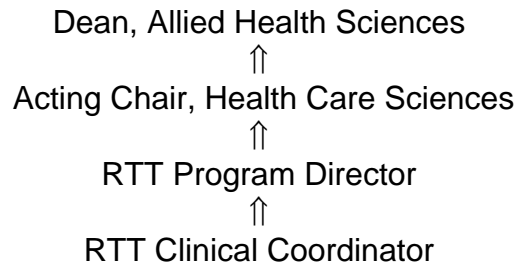 Dean, Allied Health Sciences
⇑
Acting Chair, Health Care Sciences
⇑
RTT Program Director
⇑
RTT Clinical Coordinator